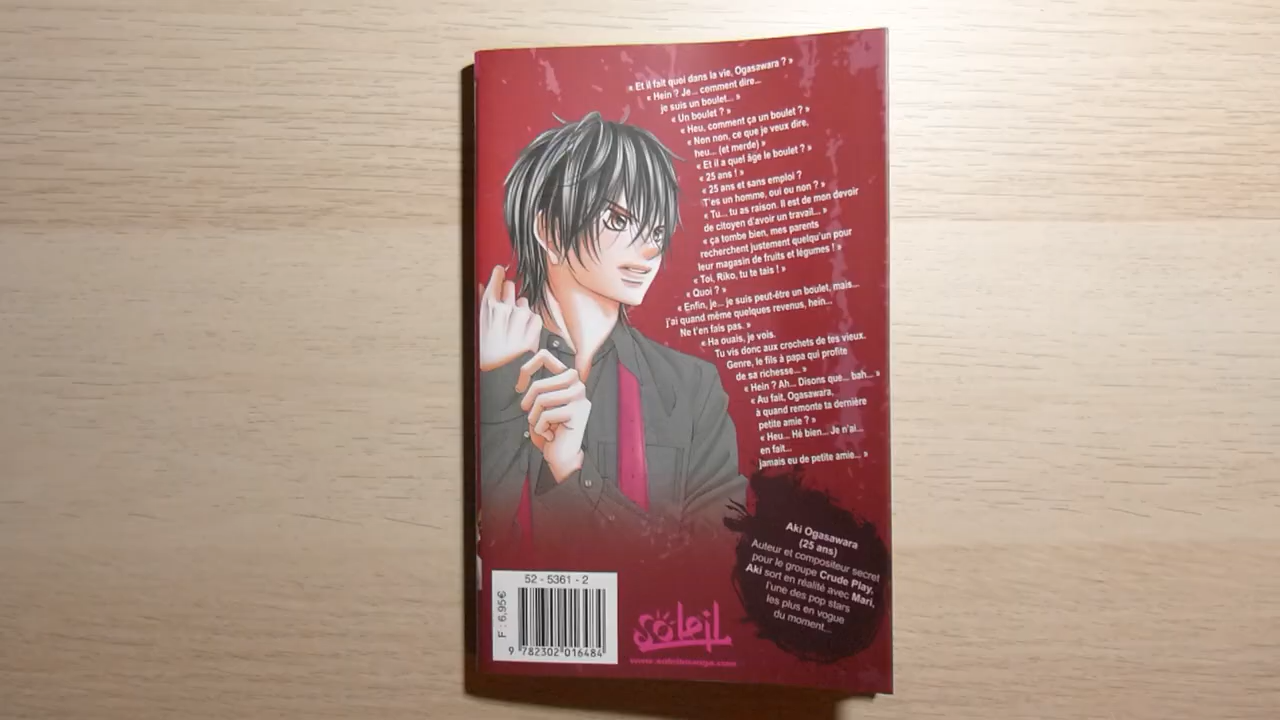 « Et il fait quoi dans la vie, Ogasawara ? »
« Hein ? Je... comment dire...
je suis un boulet... »
« Un boulet ? »
« Heu, comment ça un boulet ? »
« Non non, ce que je veux dire,
heu... (et merde) »
« Et il a quel âge le boulet ? »
« 25 ans ! »
« 25 ans et sans emploi ?
T'es un homme, oui ou non ? »
« Tu... tu as raison. Il est de mon devoir
de citoyen d'avoir un travail... »
« ça tombe bien, mes parents
recherchent justement quelqu'un pour
leur magasin de fruits et légumes ! »
« Toi, Riko, tu te tais ! »
« Quoi ? »
« Enfin, je... je suis peut-être un boulet, mais...
j'ai quand même quelques revenus, hein...
Ne t'en fais pas. »
« Ha ouais, je vois.
Tu vis donc aux crochets de tes vieux.
Genre, le fils à papa qui profite
de sa richesse... »
« Hein ? Ah... Disons que... bah... »
« Au fait, Ogasawara,
à quand remonte ta dernière
petite amie ? »
« Heu... Hé bien... Je n'ai...
en fait...
jamais eu de petite amie... »
Aki Ogasawara
(25 ans)
Auteur et compositeur secret
pour le groupe Crude Play,
Aki sort en réalité avec Mari,
l'une des pop stars
les plus en vogue
du moment...
52 - 5361 - 2
F : 6,95€
9 782302 016484
soleil
www.soleilmanga.com